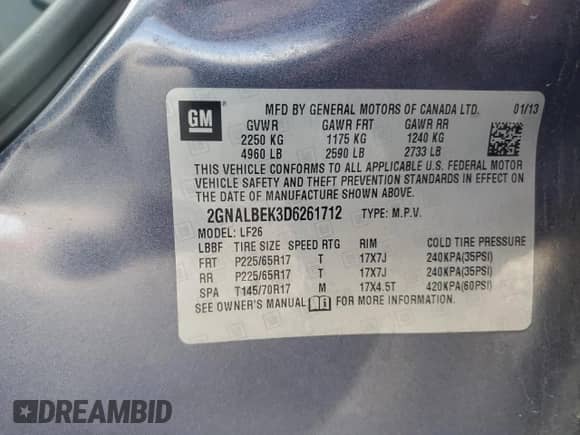 GM
MFD BY GENERAL MOTORS OF CANADA LTD. 01/13
GVWR GAWR FRT GAWR RR
2250 KG 1175 KG 1240 KG
4960 LB 2590 LB 2733 LB
THIS VEHICLE CONFORMS TO ALL APPLICABLE U.S. FEDERAL MOTOR
VEHICLE SAFETY AND THEFT PREVENTION STANDARDS IN EFFECT ON
THE DATE OF MANUFACTURE SHOWN ABOVE.
2GNALBEK3D6261712 TYPE: M.P.V.
MODEL: LF26
LBBF TIRE SIZE SPEED RTG RIM COLD TIRE PRESSURE
FRT P225/65R17 T 17X7J 240KPA(35PSI)
RR P225/65R17 T 17X7J 240KPA(35PSI)
SPA T145/70R17 M 17X4.5T 420KPA(60PSI)
SEE OWNER'S MANUAL FOR MORE INFORMATION.
DREAMBID
DREAMBID.COM